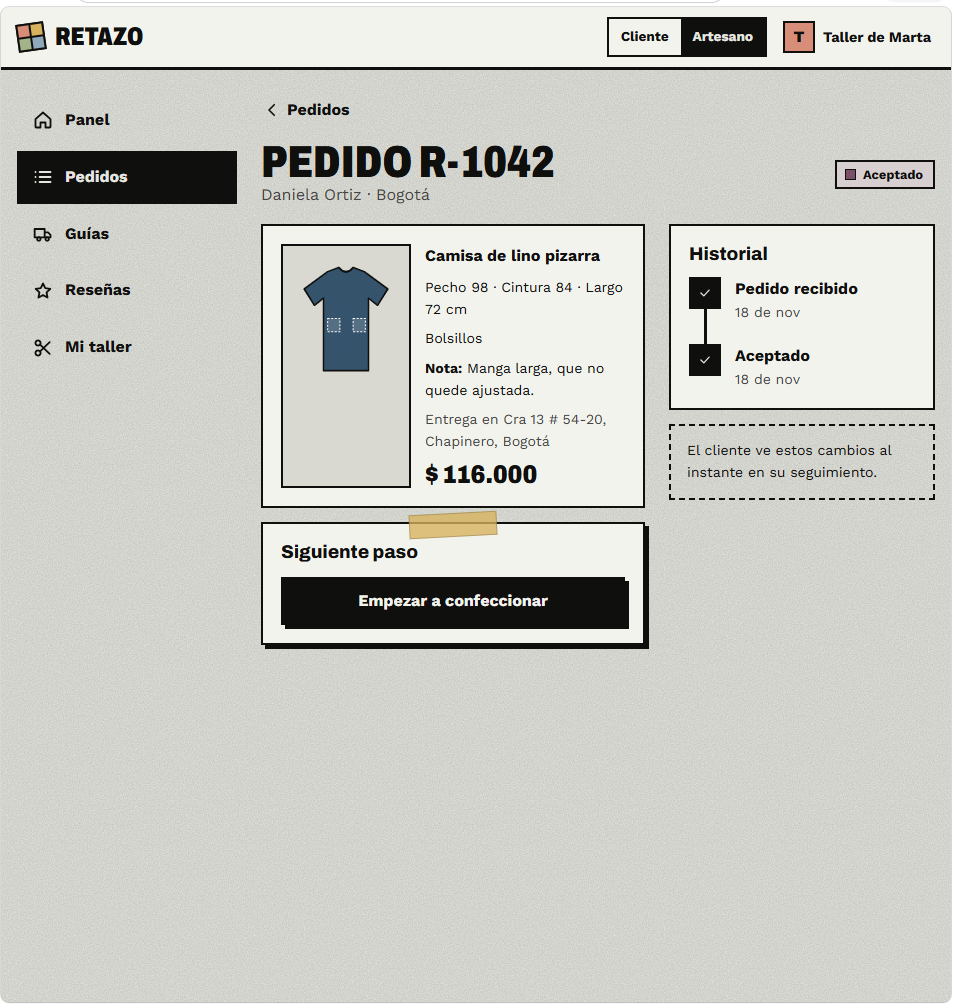 RETAZO
Cliente
Artesano
T
Taller de Marta
Panel
Pedidos
Guías
Reseñas
Mi taller
Pedidos
PEDIDO R-1042
Daniela Ortiz · Bogotá
Aceptado
Camisa de lino pizarra
Pecho 98 · Cintura 84 · Largo
72 cm
Bolsillos
Nota: Manga larga, que no
quede ajustada.
Entrega en Cra 13 # 54-20,
Chapinero, Bogotá
$ 116.000
Siguiente paso
Empezar a confeccionar
Historial
Pedido recibido
18 de nov
Aceptado
18 de nov
El cliente ve estos cambios al
instante en su seguimiento.